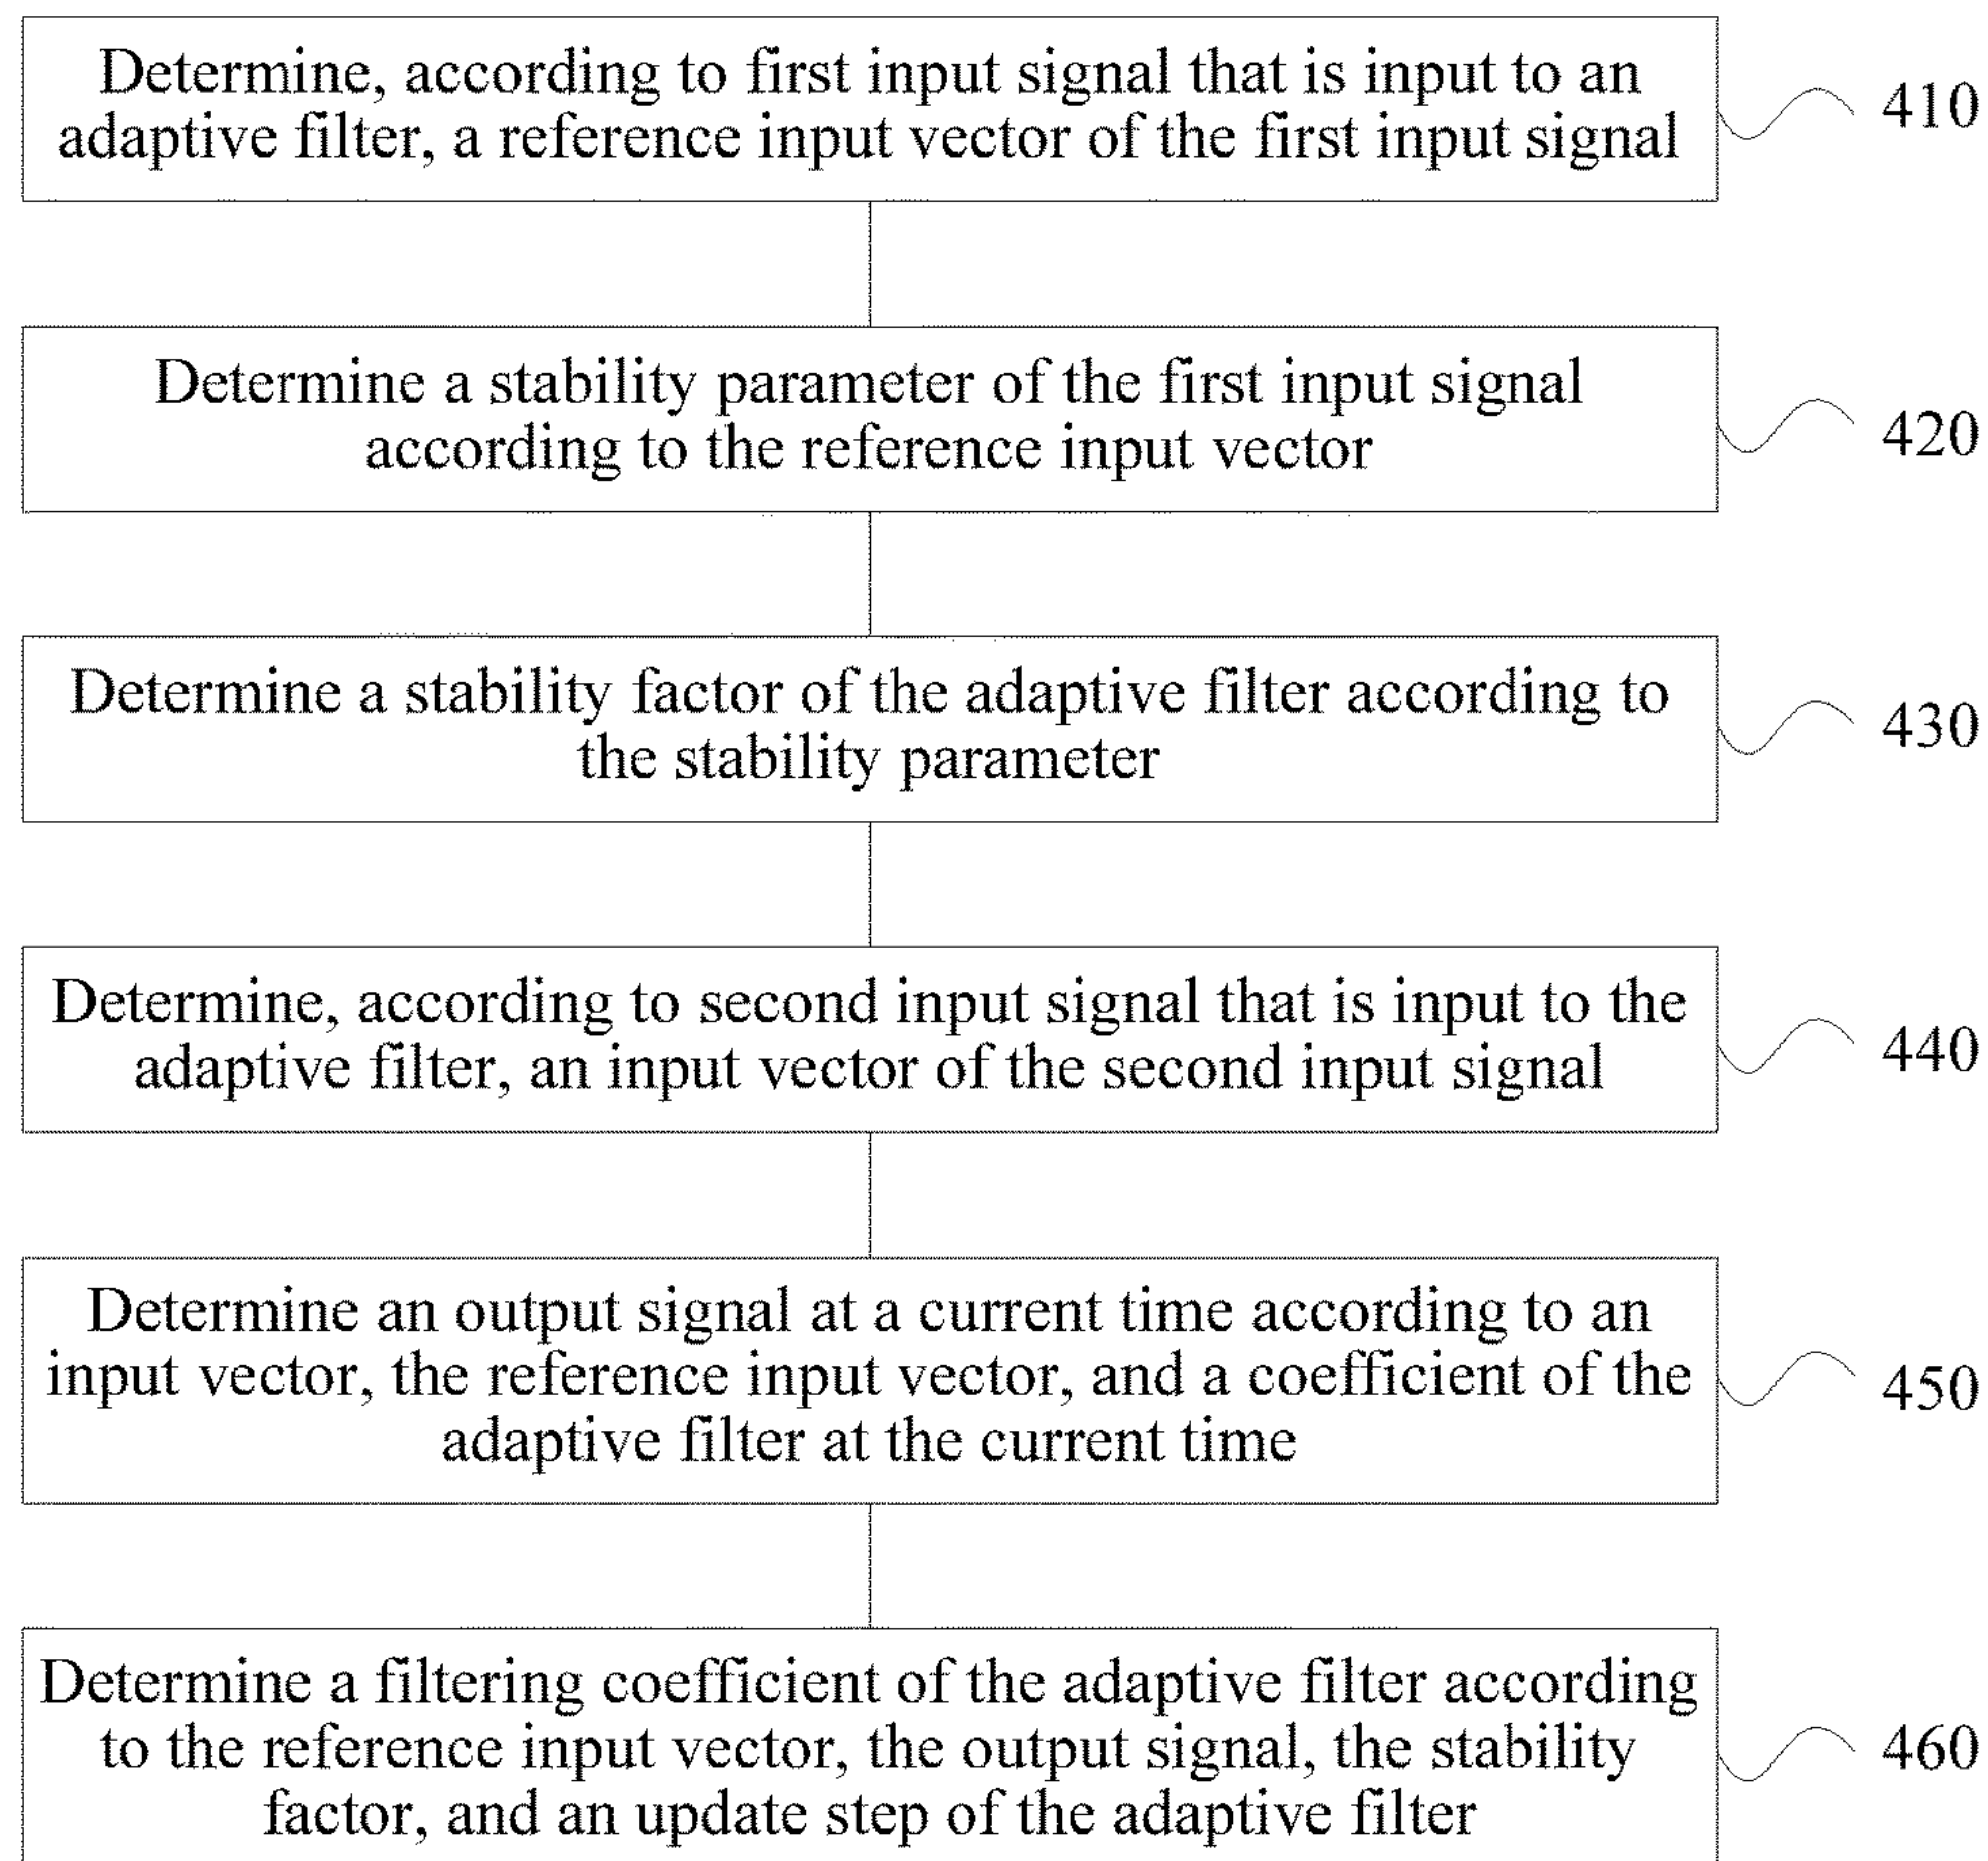 Determine, according to first input signal that is input to an
adaptive filter, a reference input vector of the first input signal
410
Determine a stability parameter of the first input signal
according to the reference input vector
420
Determine a stability factor of the adaptive filter according to
the stability parameter
430
Determine, according to second input signal that is input to the
adaptive filter, an input vector of the second input signal
440
Determine an output signal at a current time according to an
input vector, the reference input vector, and a coefficient of the
adaptive filter at the current time
450
Determine a filtering coefficient of the adaptive filter according
to the reference input vector, the output signal, the stability
factor, and an update step of the adaptive filter
460